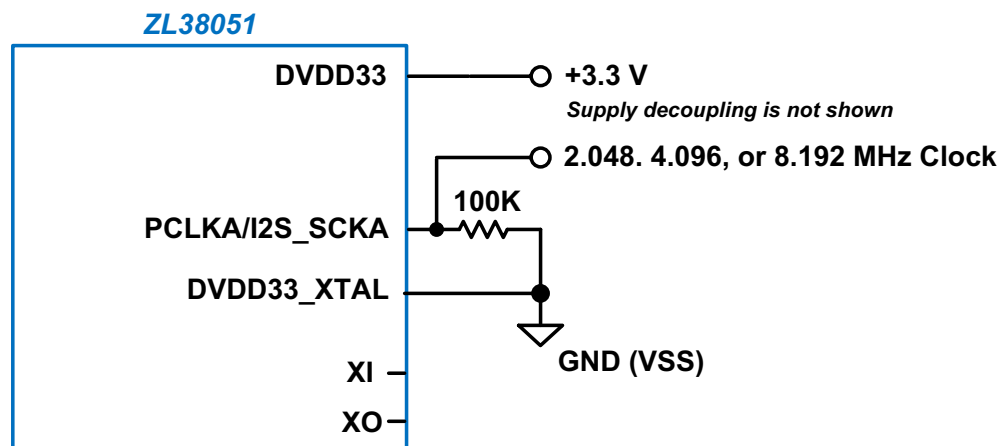 ZL38051
DVDD33
+3.3 V
Supply decoupling is not shown
2.048. 4.096, or 8.192 MHz Clock
100K
PCLKA/I2S_SCKA
DVDD33_XTAL
GND (VSS)
XI
XO